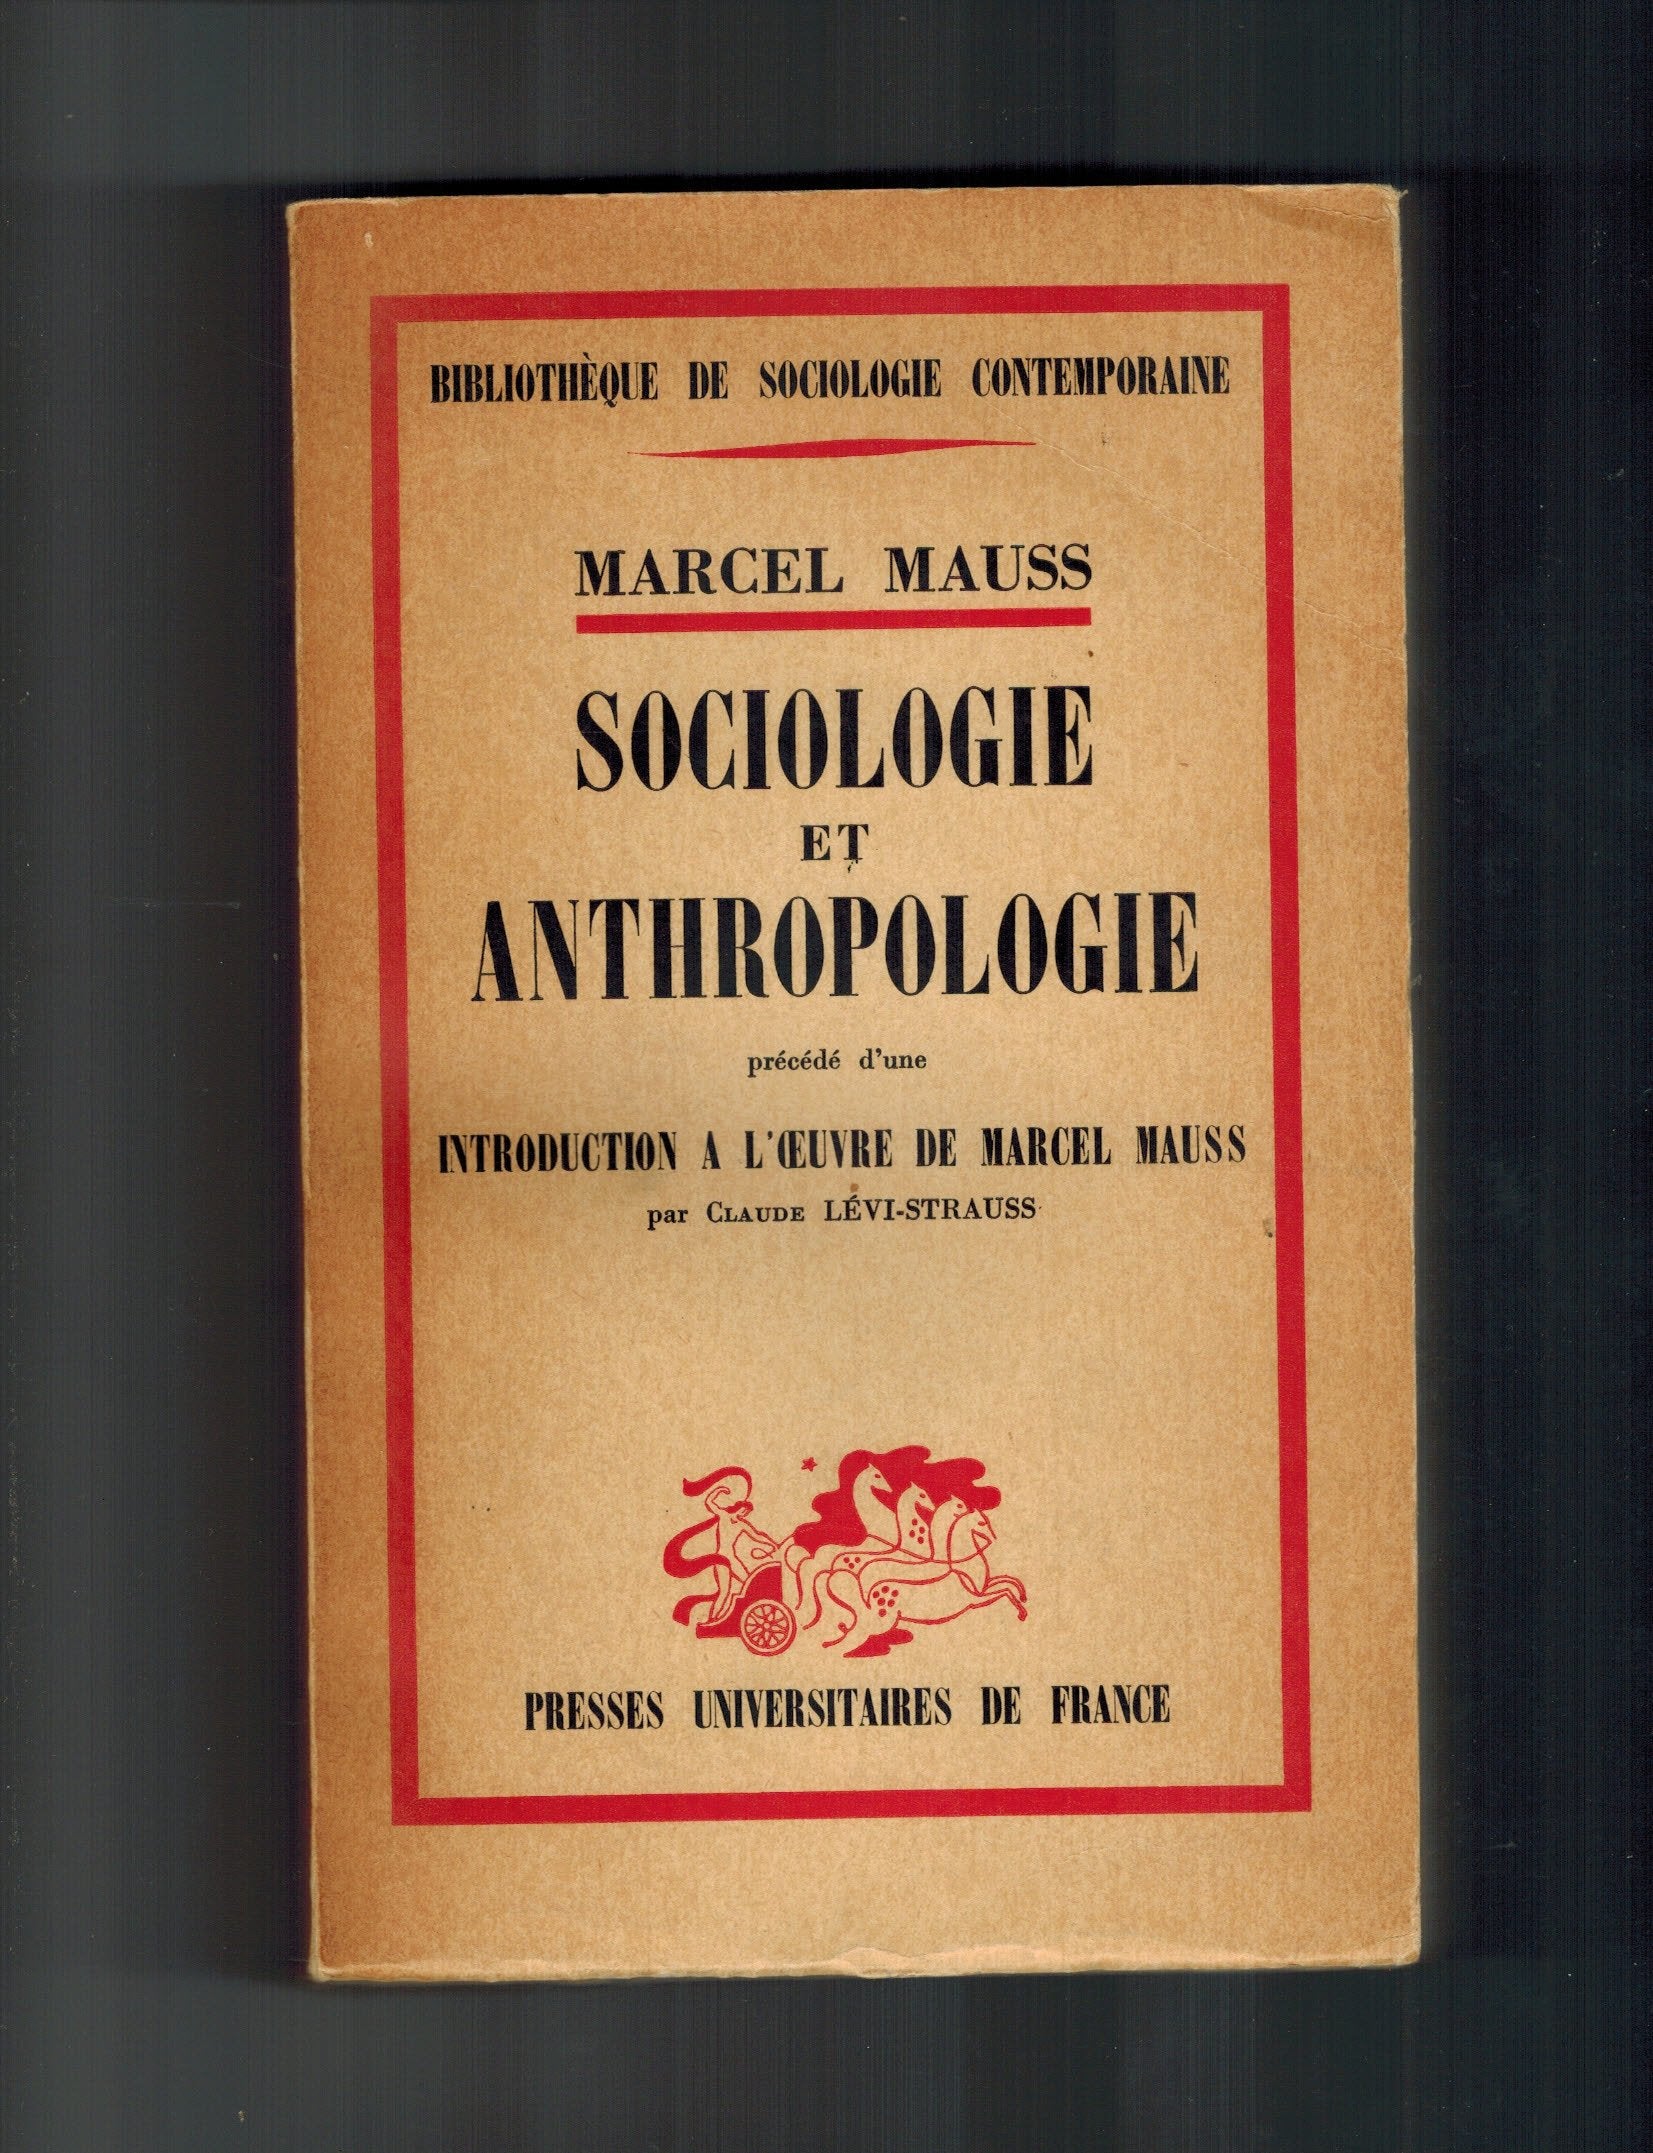 BIBLIOTHÈQUE DE SOCIOLOGIE CONTEMPORAINE
MARCEL MAUSS
SOCIOLOGIE
ET
ANTHROPOLOGIE
précédé d'une
INTRODUCTION A L'ŒUVRE DE MARCEL MAUSS
par CLAUDE LÉVI-STRAUSS
PRESSES UNIVERSITAIRES DE FRANCE